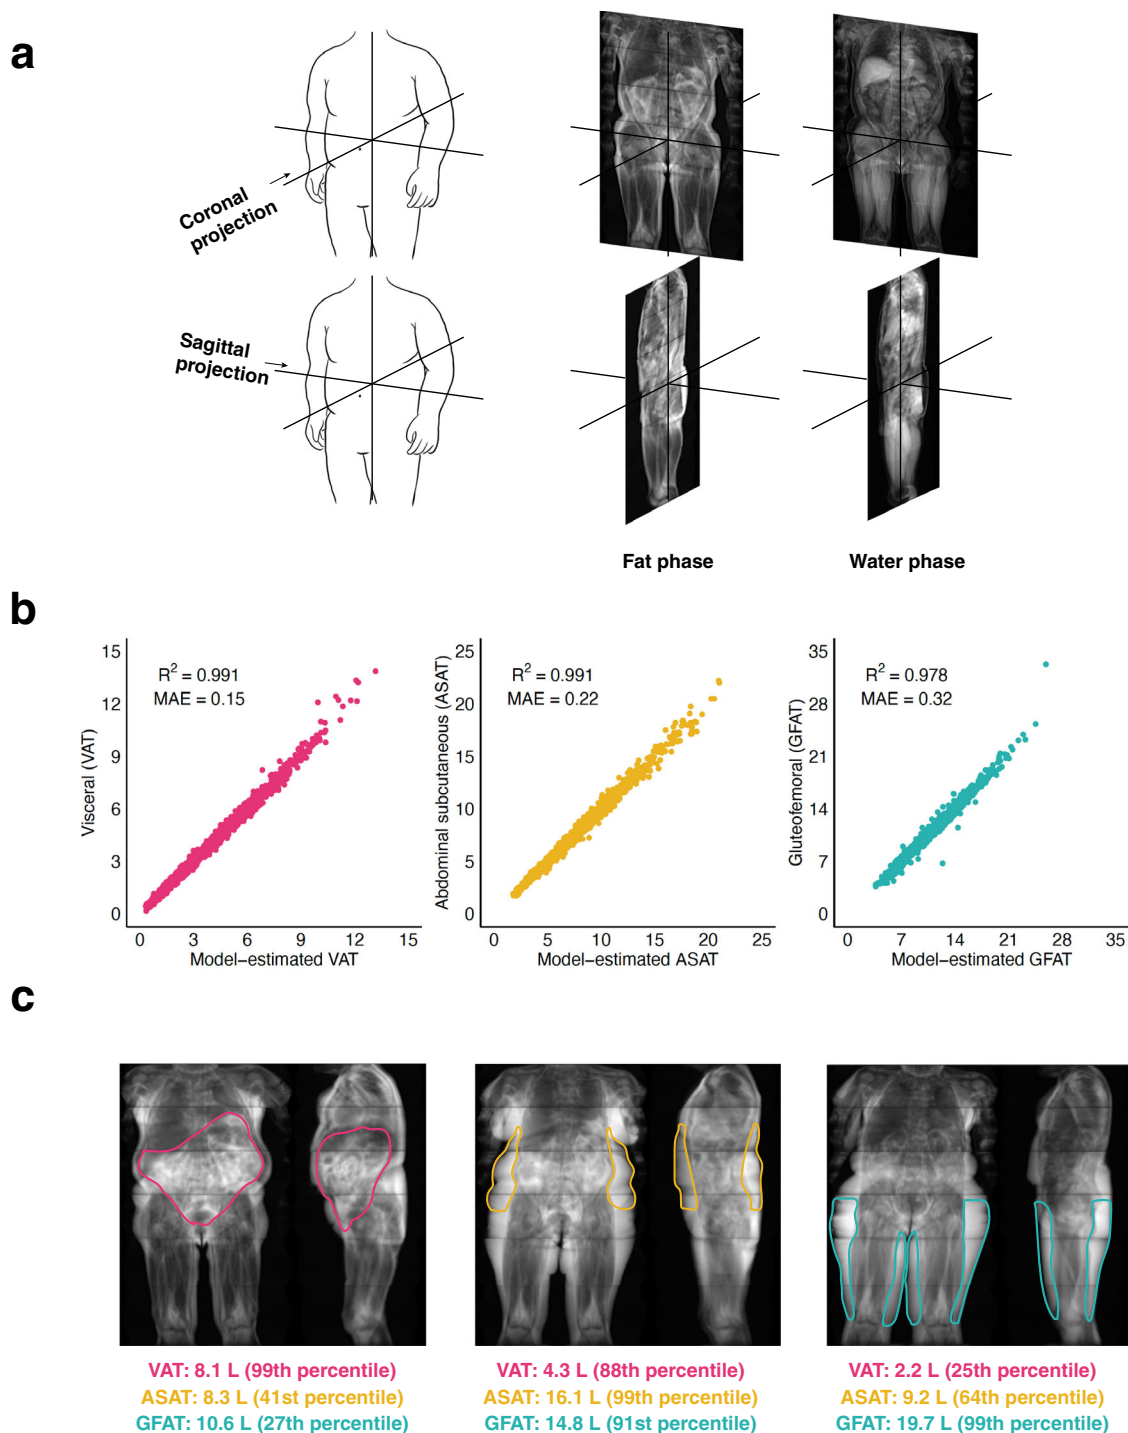 a
Coronal
projection
Sagittal
projection
Fat phase
Water phase
b
15
12
9
6
3
0
Visceral (VAT)
R² = 0.991
MAE = 0.15
0 3 6 9 12 15
Model−estimated VAT
25
20
15
10
5
0
Abdominal subcutaneous (ASAT)
R² = 0.991
MAE = 0.22
0 5 10 15 20 25
Model−estimated ASAT
35
28
21
14
7
0
Gluteofemoral (GFAT)
R² = 0.978
MAE = 0.32
0 7 14 21 28 35
Model−estimated GFAT
c
VAT: 8.1 L (99th percentile)
ASAT: 8.3 L (41st percentile)
GFAT: 10.6 L (27th percentile)
VAT: 4.3 L (88th percentile)
ASAT: 16.1 L (99th percentile)
GFAT: 14.8 L (91st percentile)
VAT: 2.2 L (25th percentile)
ASAT: 9.2 L (64th percentile)
GFAT: 19.7 L (99th percentile)